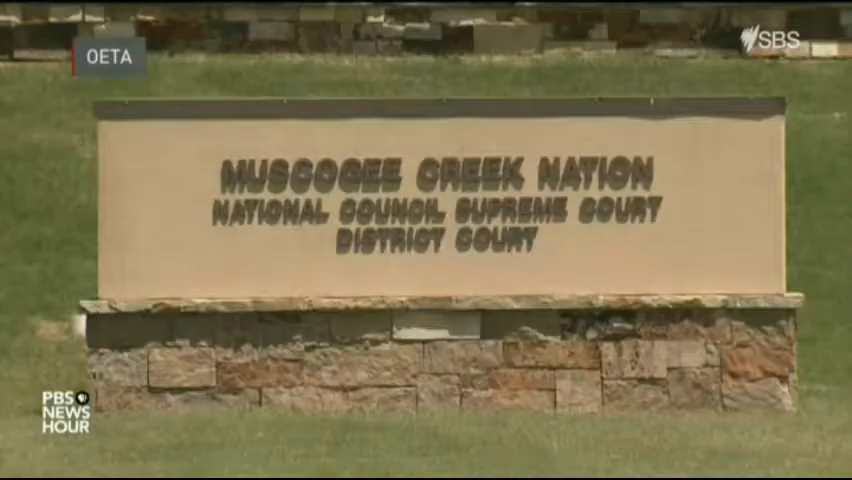 OETA
SBS
MUSCOGEE CREEK NATION
NATIONAL COUNCIL SUPREME COURT
DISTRICT COURT
PBS
NEWS
HOUR